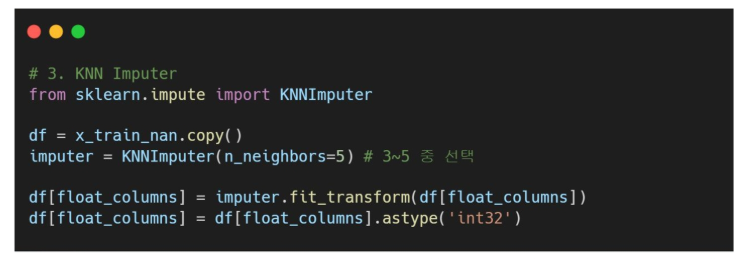 # 3. KNN Imputer
from sklearn.impute import KNNImputer
df = x_train_nan.copy()
imputer = KNNImputer(n_neighbors=5) # 3~5 중 선택
df[float_columns] = imputer.fit_transform(df[float_columns])
df[float_columns] = df[float_columns].astype('int32')